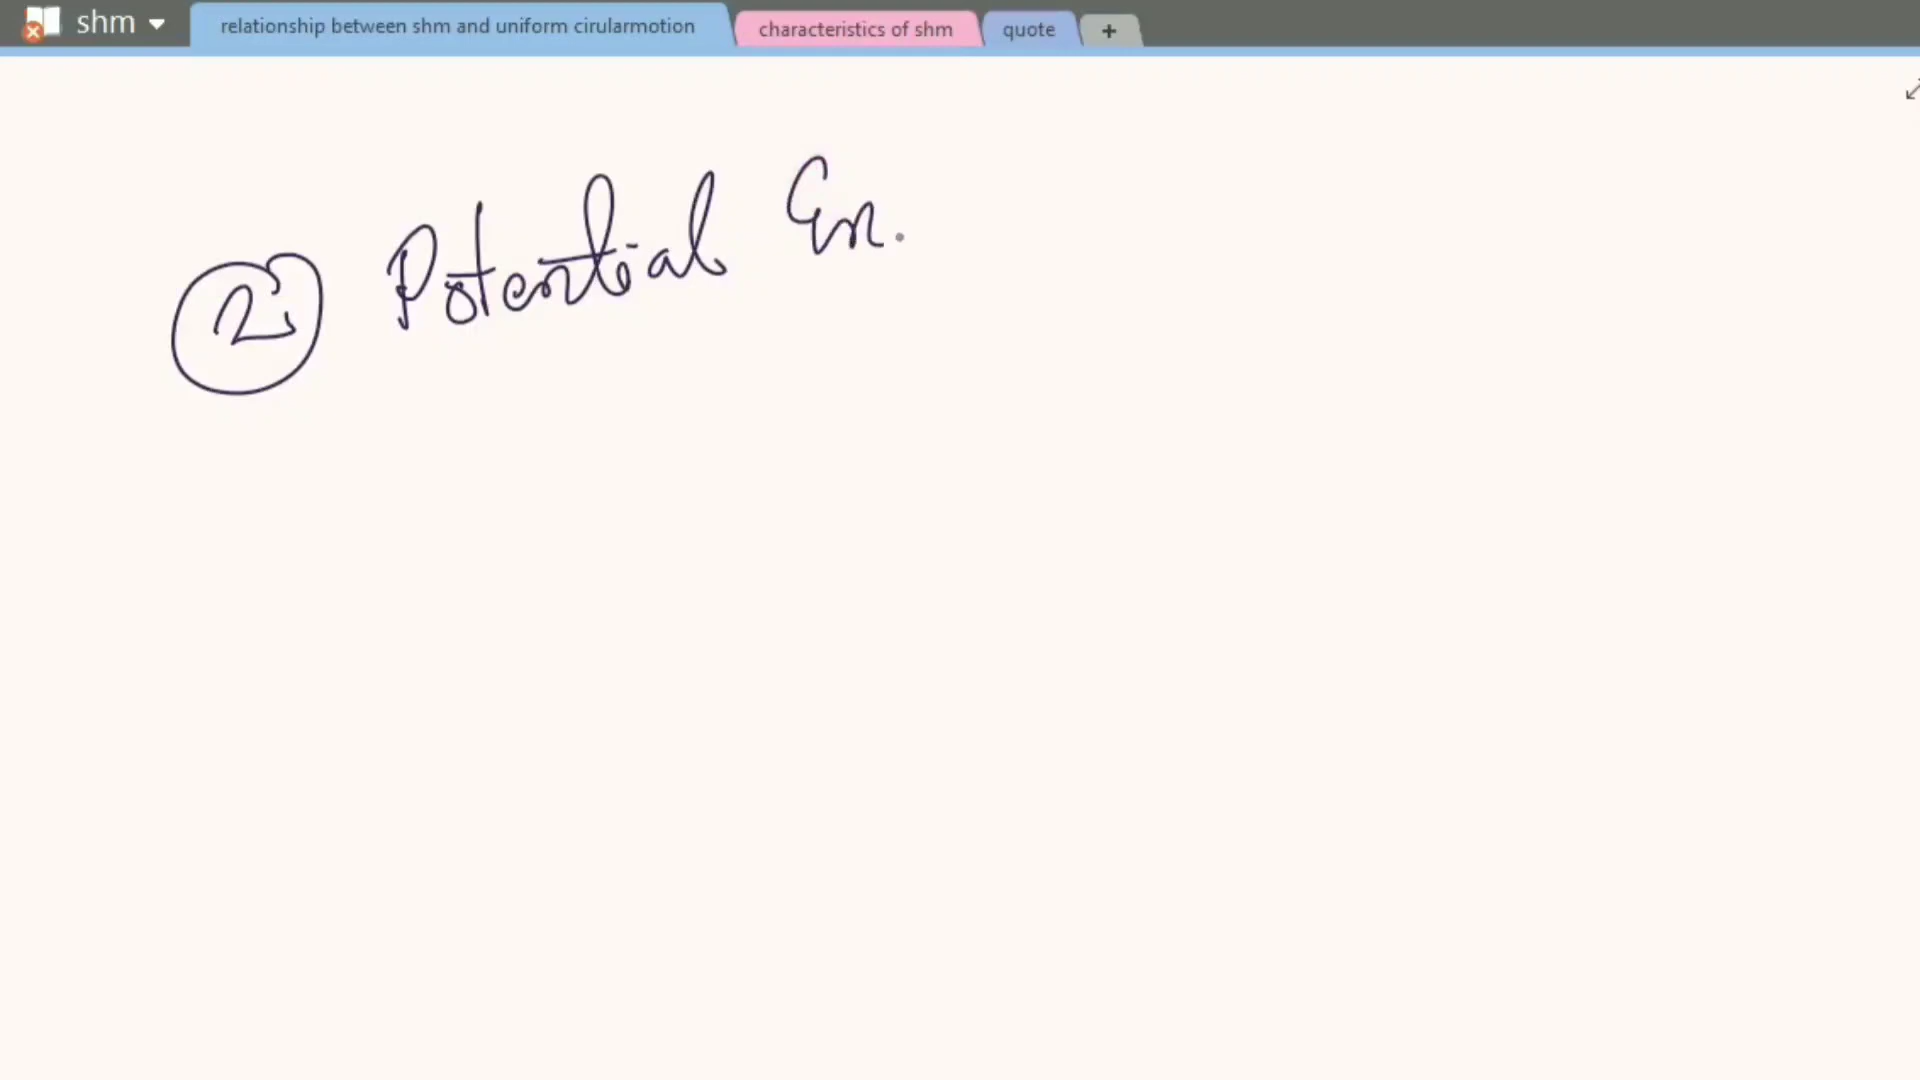 shm
relationship between shm and uniform cirularmotion
characteristics of shm
quote
+
2 Potential En.